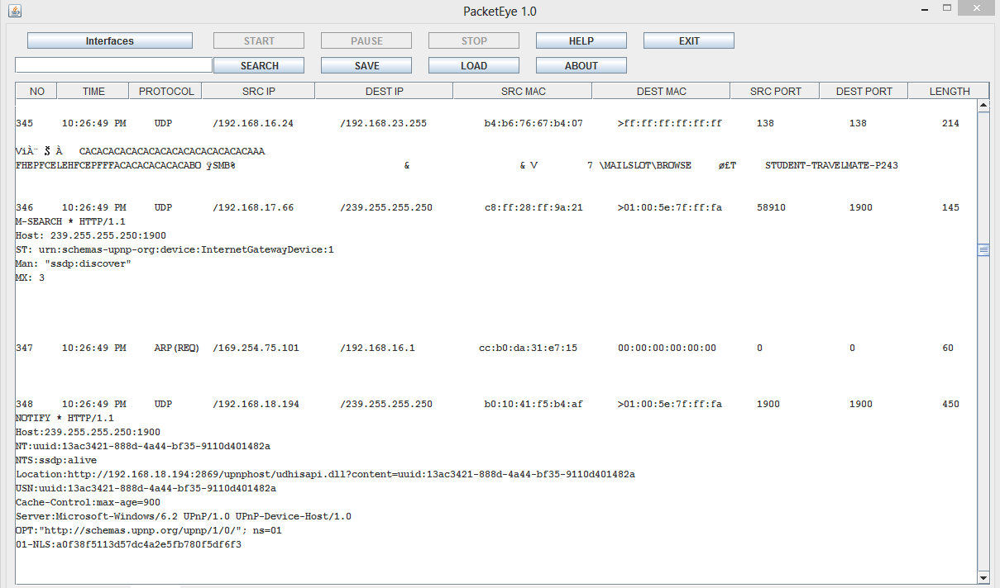 PacketEye 1.0
Interfaces START PAUSE STOP HELP EXIT
SEARCH SAVE LOAD ABOUT
NO TIME PROTOCOL SRC IP DEST IP SRC MAC DEST MAC SRC PORT DEST PORT LENGTH
345 10:26:49 PM UDP /192.168.16.24 /192.168.23.255 b4:b6:76:67:b4:07 >ff:ff:ff:ff:ff:ff 138 138 214
CACACACACACACACACACACACACACACAAA
FHEPFCELEHFCEPFFFACACACACACACABO ÿSMB% & & V 7 \MAILSLOT\BROWSE ø£T STUDENT-TRAVELMATE-P243
346 10:26:49 PM UDP /192.168.17.66 /239.255.255.250 c8:ff:28:ff:9a:21 >01:00:5e:7f:ff:fa 58910 1900 145
M-SEARCH * HTTP/1.1
Host: 239.255.255.250:1900
ST: urn:schemas-upnp-org:device:InternetGatewayDevice:1
Man: "ssdp:discover"
MX: 3
347 10:26:49 PM ARP(REQ) /169.254.75.101 /192.168.16.1 cc:b0:da:31:e7:15 00:00:00:00:00:00 0 0 60
348 10:26:49 PM UDP /192.168.18.194 /239.255.255.250 b0:10:41:f5:b4:af >01:00:5e:7f:ff:fa 1900 1900 450
NOTIFY * HTTP/1.1
Host:239.255.255.250:1900
NT:uuid:13ac3421-888d-4a44-bf35-9110d401482a
NTS:ssdp:alive
Location:http://192.168.18.194:2869/upnphost/udhisapi.dll?content=uuid:13ac3421-888d-4a44-bf35-9110d401482a
USN:uuid:13ac3421-888d-4a44-bf35-9110d401482a
Cache-Control:max-age=900
Server:Microsoft-Windows/6.2 UPnP/1.0 UPnP-Device-Host/1.0
OPT:"http://schemas.upnp.org/upnp/1/0/"; ns=01
01-NLS:a0f38f5113d57dc4a2e5fb780f5df6f3